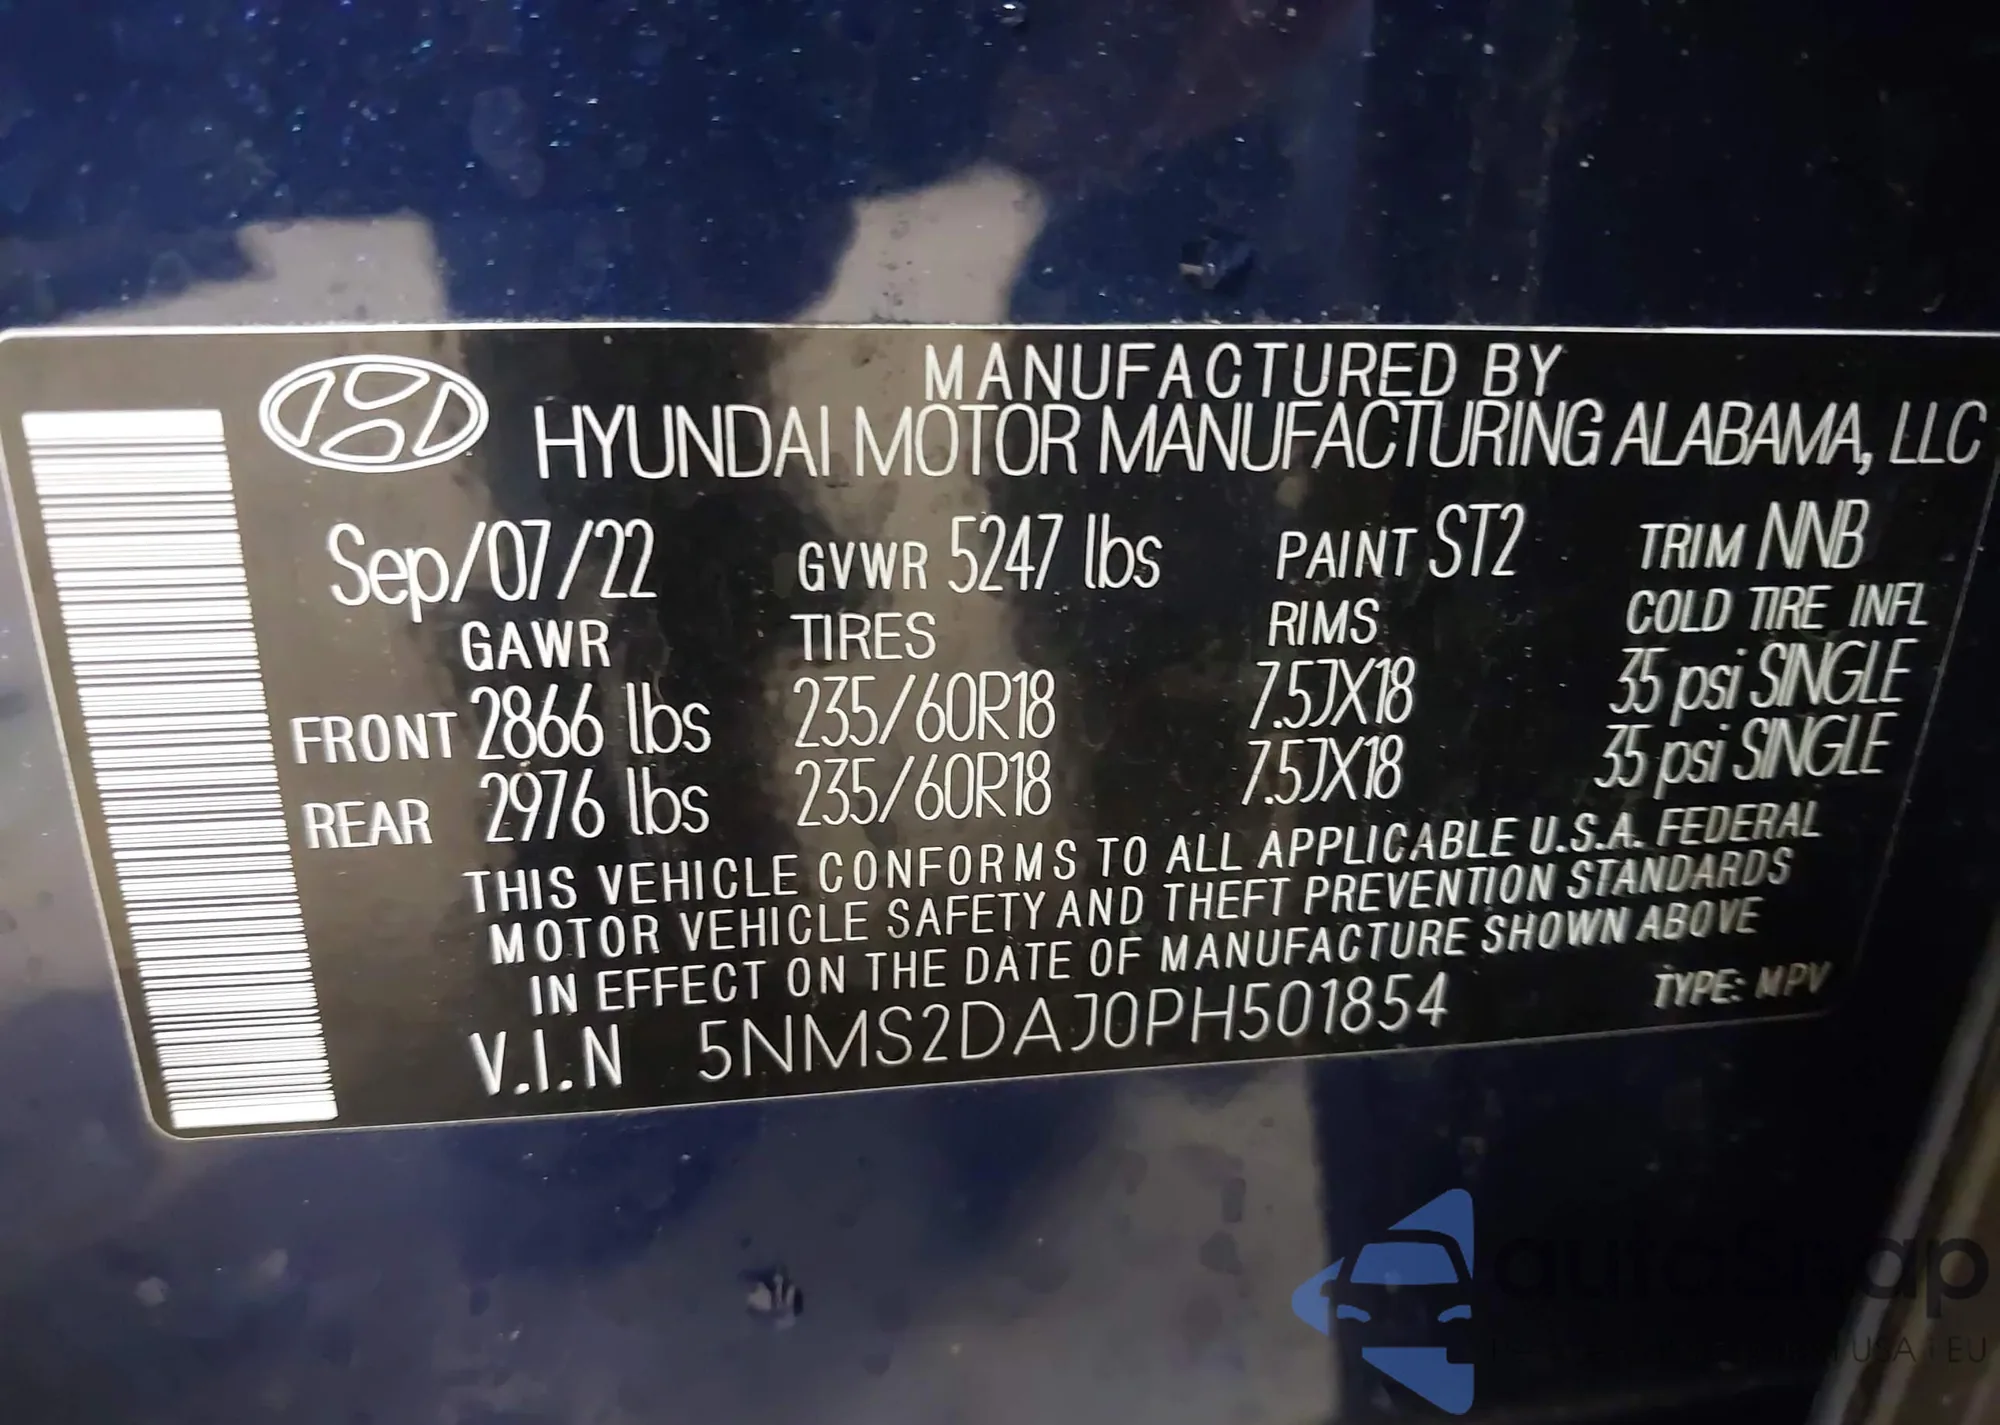 MANUFACTURED BY
HYUNDAI MOTOR MANUFACTURING ALABAMA, LLC
Sep/07/22 GVWR 5247 lbs PAINT ST2 TRIM NNB
GAWR TIRES RIMS COLD TIRE INFL
FRONT 2866 lbs 235/60R18 7.5JX18 35 psi SINGLE
REAR 2976 lbs 235/60R18 7.5JX18 35 psi SINGLE
THIS VEHICLE CONFORMS TO ALL APPLICABLE U.S.A. FEDERAL
MOTOR VEHICLE SAFETY AND THEFT PREVENTION STANDARDS
IN EFFECT ON THE DATE OF MANUFACTURE SHOWN ABOVE
V.I.N 5NMS2DAJ0PH501854 TYPE: MPV
USA EU